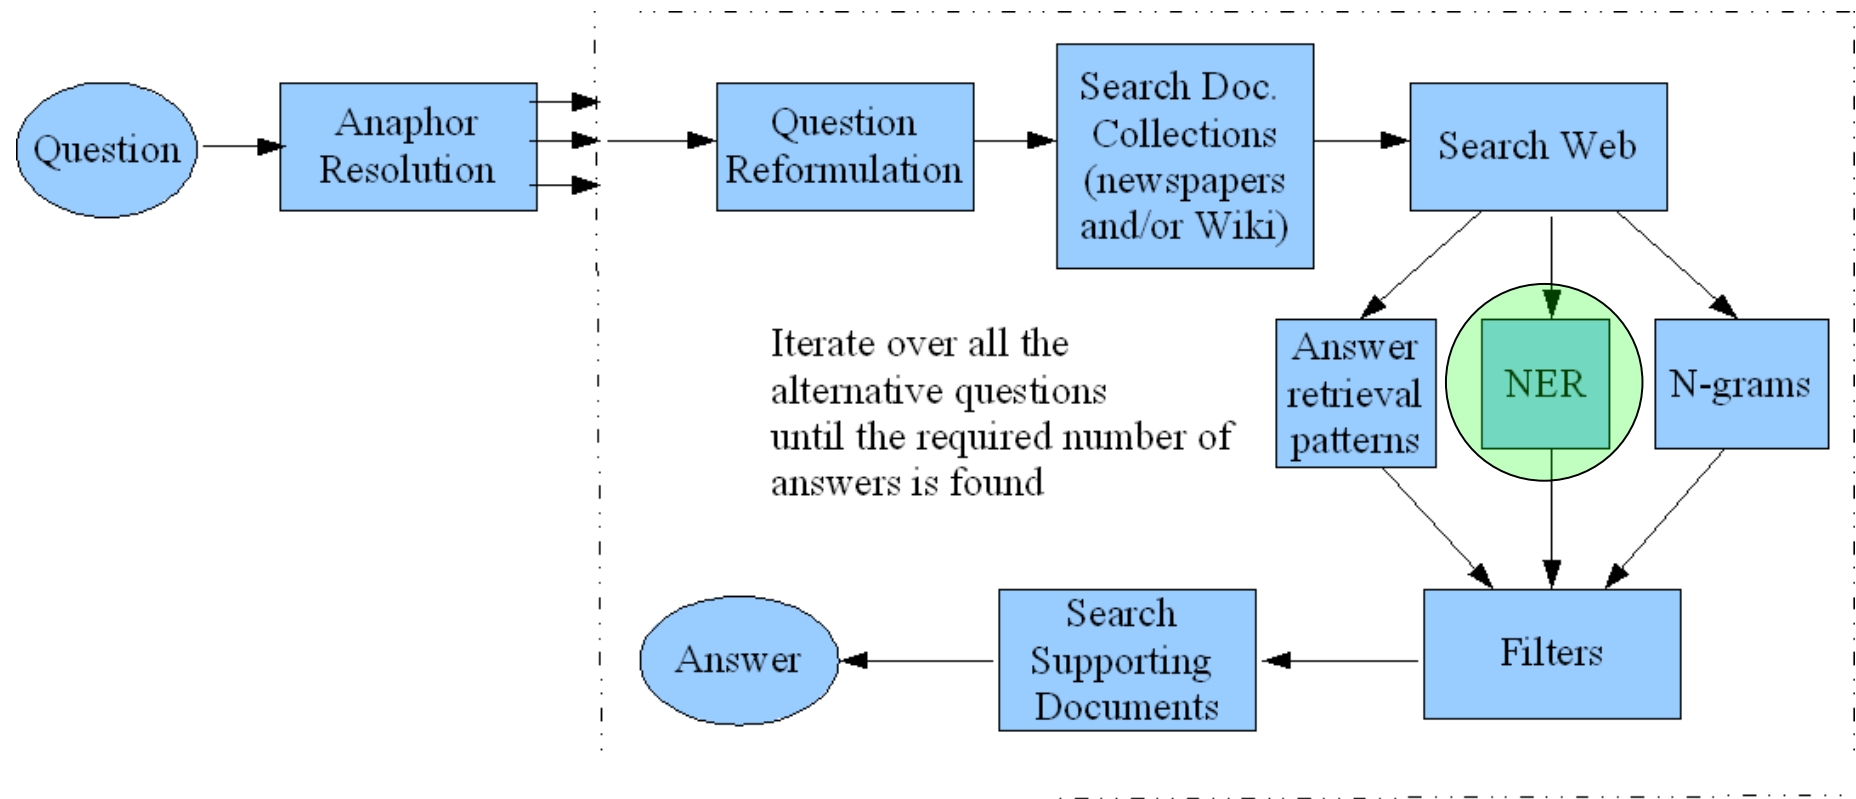 Question
Anaphor
Resolution
Question
Reformulation
Search Doc.
Collections
(newspapers
and/or Wiki)
Search Web
Answer
retrieval
patterns
NER
N-grams
Iterate over all the
alternative questions
until the required number of
answers is found
Filters
Search
Supporting
Documents
Answer